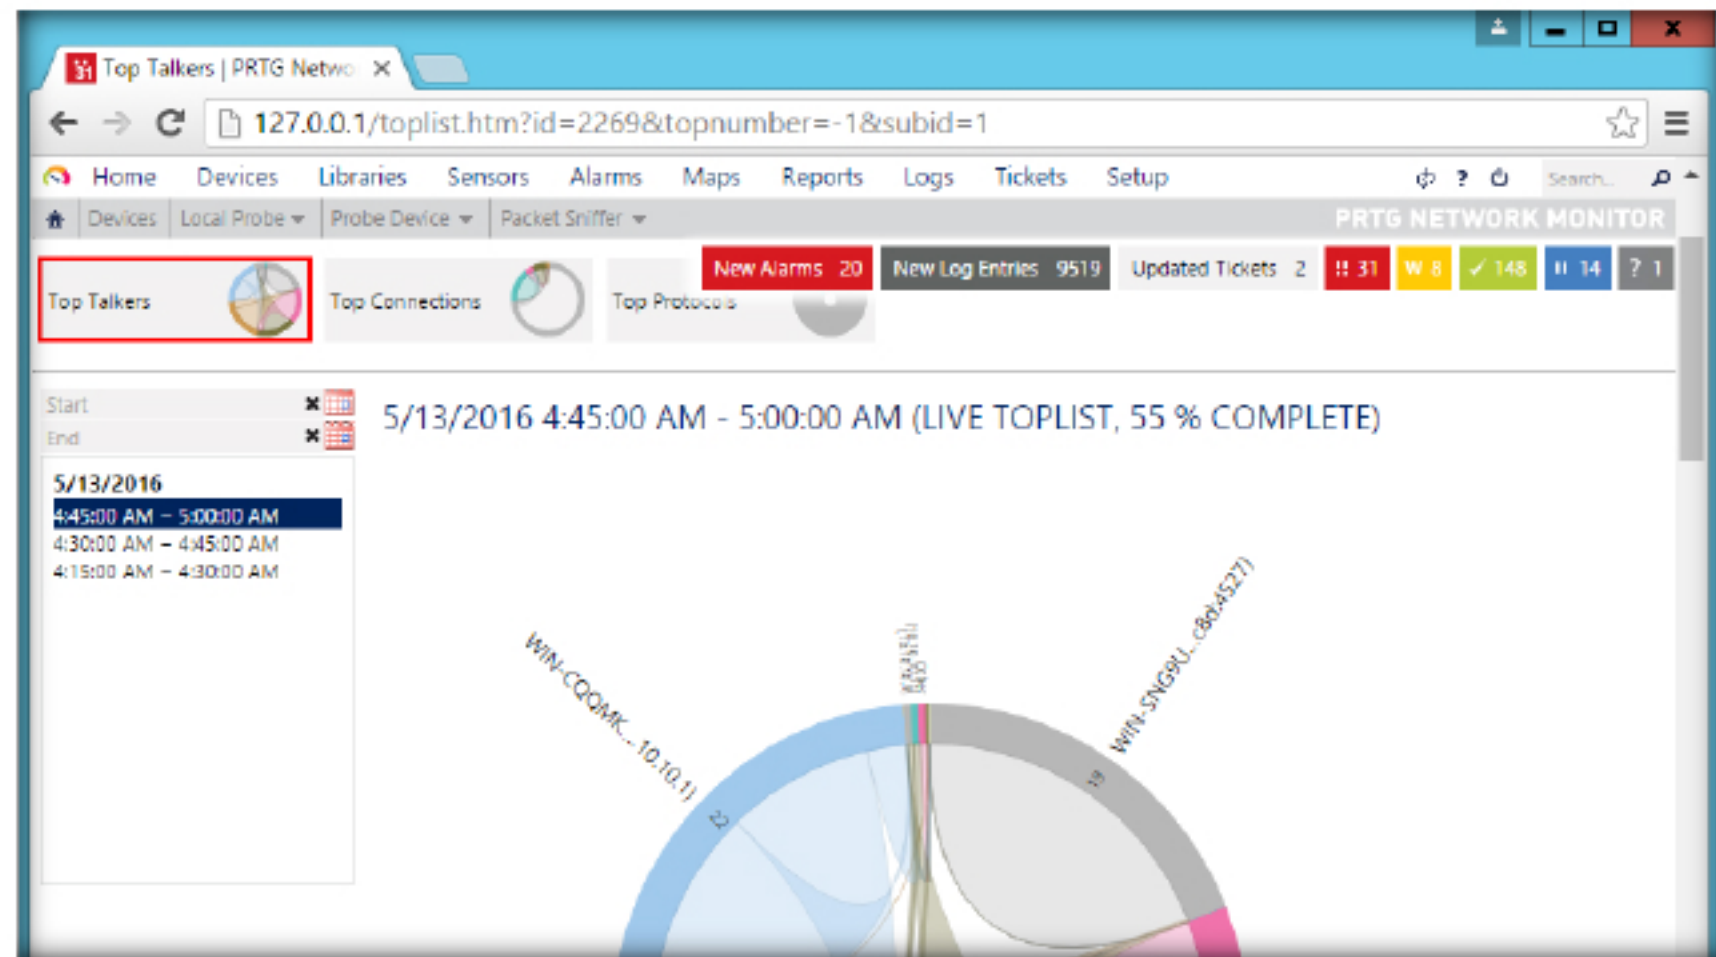 Top Talkers | PRTG Netwo
127.0.0.1/toplist.htm?id=2269&topnumber=-1&subid=1
Home Devices Libraries Sensors Alarms Maps Reports Logs Tickets Setup ? Search...
Devices Local Probe Probe Device Packet Sniffer PRTG NETWORK MONITOR
New Alarms 20 New Log Entries 9519 Updated Tickets 2 !! 31 W 8 ✓ 148 II 14 ? 1
Top Talkers Top Connections Top Protocols
Start
End
5/13/2016 4:45:00 AM - 5:00:00 AM (LIVE TOPLIST, 55 % COMPLETE)
5/13/2016
4:45:00 AM – 5:00:00 AM
4:30:00 AM – 4:45:00 AM
4:15:00 AM – 4:30:00 AM
WIN-CQQMK... 10.10.1)
WIN-SNG9U...c8d:4527)
22
19